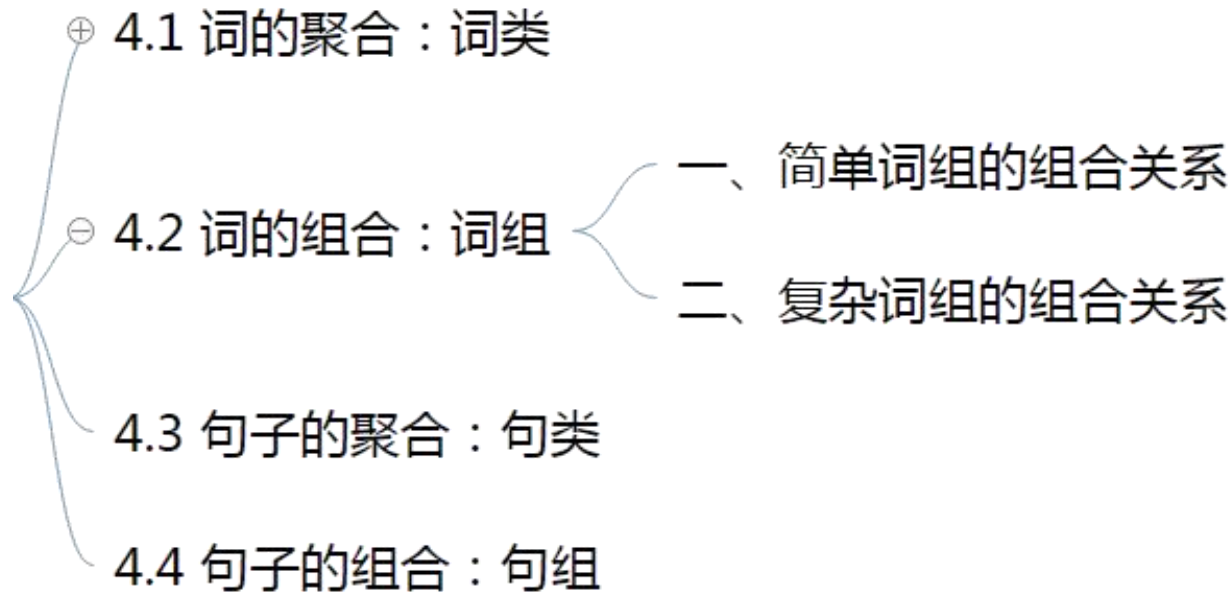 4.1 词的聚合：词类
4.2 词的组合：词组
一、简单词组的组合关系
二、复杂词组的组合关系
4.3 句子的聚合：句类
4.4 句子的组合：句组